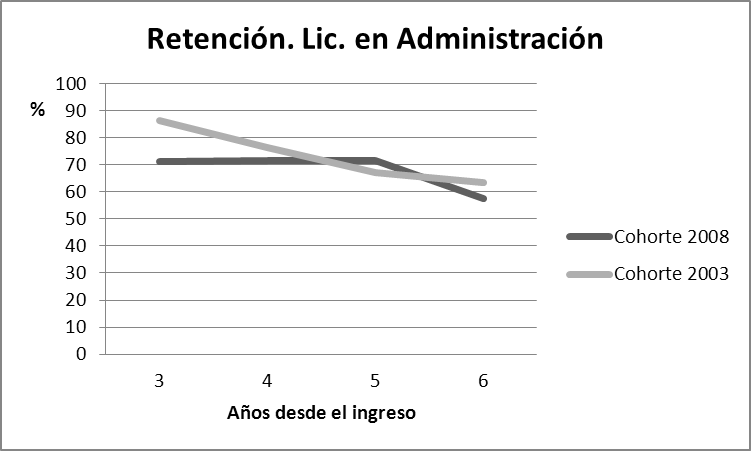 Retención. Lic. en Administración
%
100
90
80
70
60
50
40
30
20
10
0
3 4 5 6
Años desde el ingreso
Cohorte 2008
Cohorte 2003